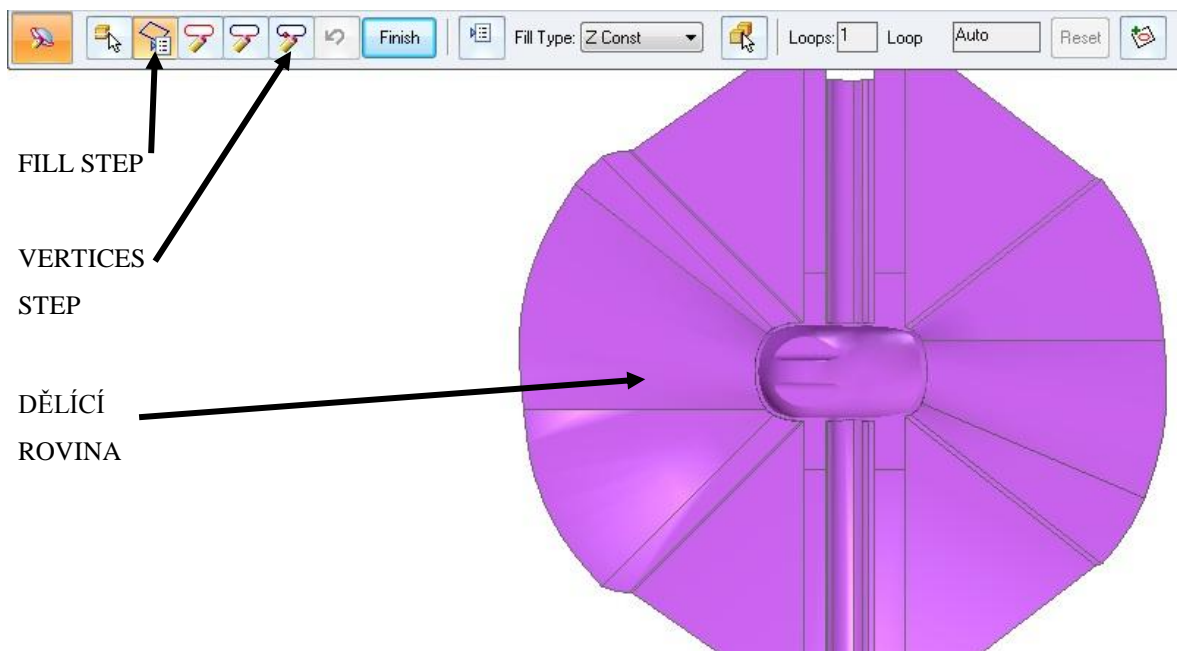 Finish Fill Type: Z Const Loops: 1 Loop Auto Reset
FILL STEP
VERTICES
STEP
DĚLÍCÍ
ROVINA